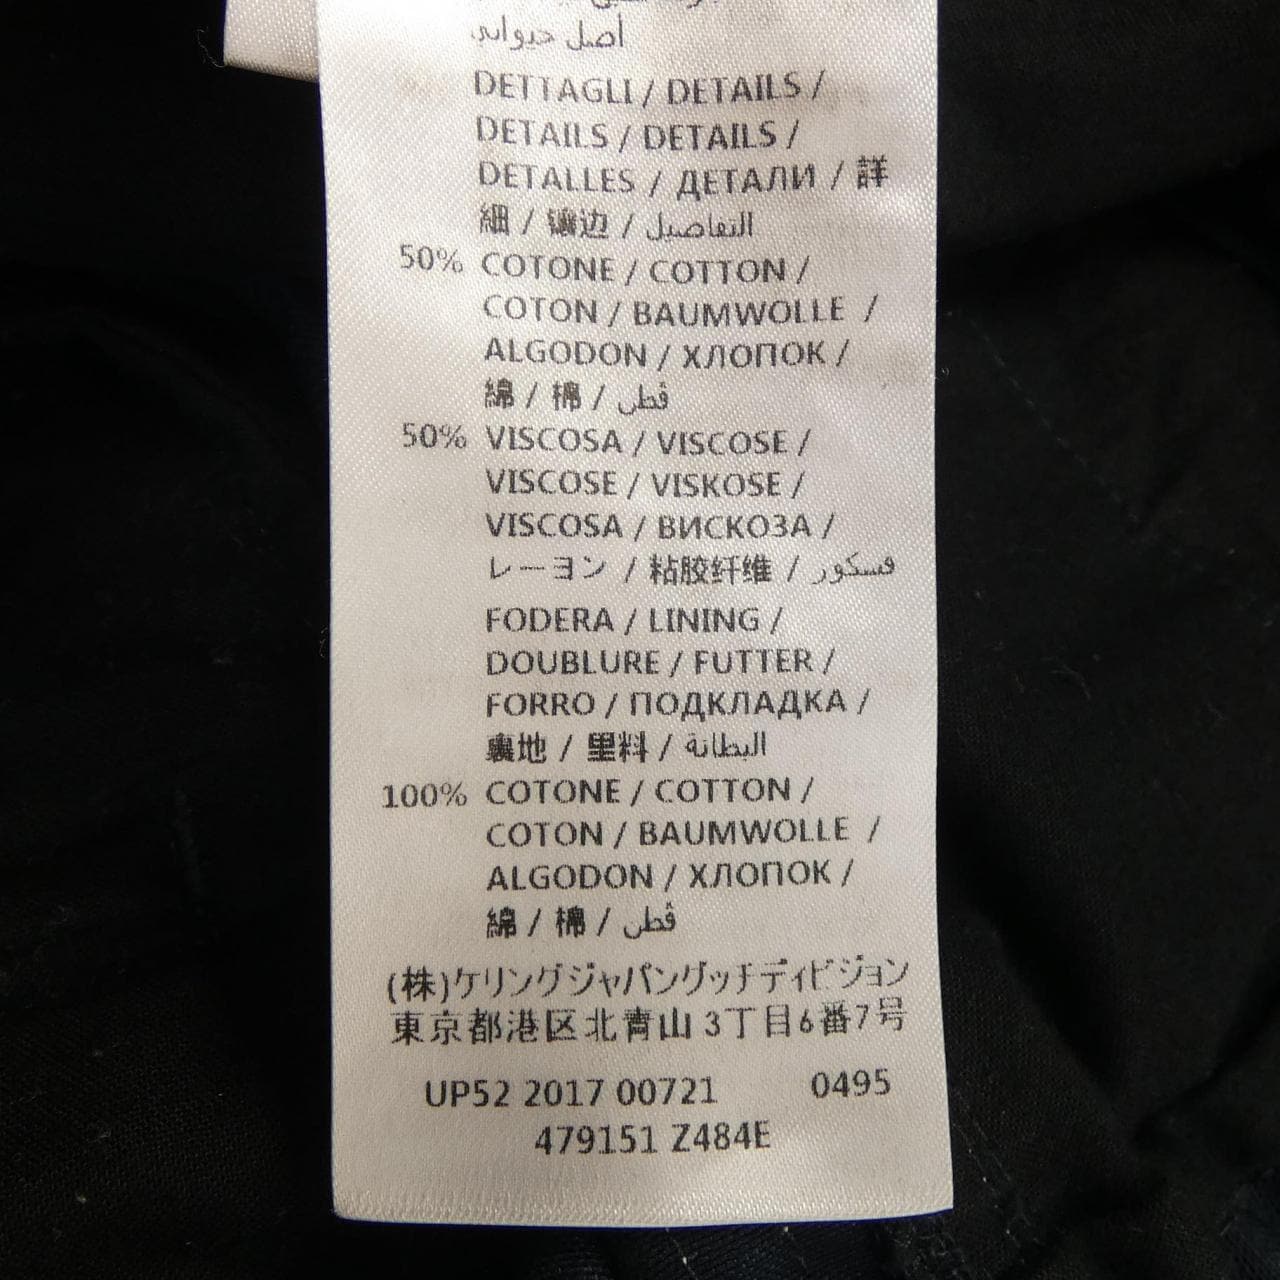 أصل حيواني
DETTAGLI / DETAILS /
DETAILS / DETAILS /
DETALLES / ДЕТАЛИ / 詳
細 / 镶边 / التفاصيل
50% COTONE / COTTON /
COTON / BAUMWOLLE /
ALGODON / ХЛОПОК /
綿 / 棉 / قطن
50% VISCOSA / VISCOSE /
VISCOSE / VISKOSE /
VISCOSA / ВИСКОЗА /
レーヨン / 粘胶纤维 / فسكور
FODERA / LINING /
DOUBLURE / FUTTER /
FORRO / ПОДКЛАДКА /
裏地 / 里料 / البطانة
100% COTONE / COTTON /
COTON / BAUMWOLLE /
ALGODON / ХЛОПОК /
綿 / 棉 / قطن
(株)ケリングジャパングッチディビジョン
東京都港区北青山 3丁目6番7号
UP52 2017 00721 0495
479151 Z484E